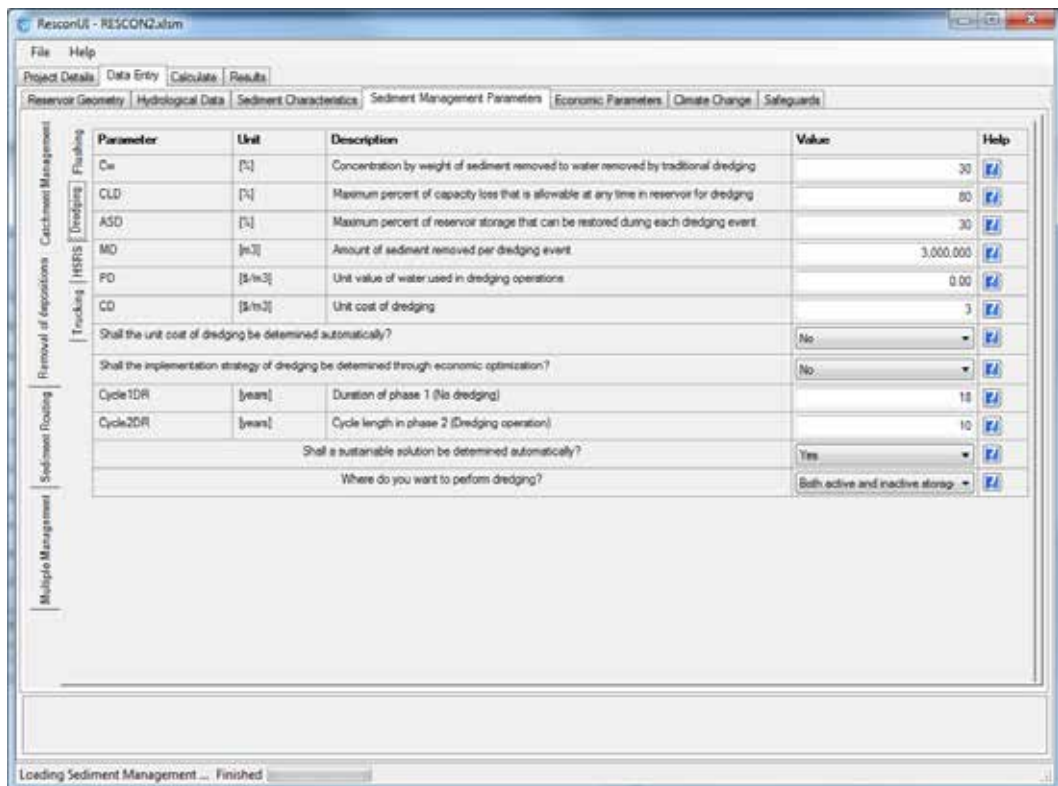 ResconUI - RESCON2.xlsm
File Help
Project Details Data Entry Calculate Results
Reservoir Geometry Hydrological Data Sediment Characteristics Sediment Management Parameters Economic Parameters Climate Change Safeguards
Catchment Management
Removal of depositions
Sediment Routing
Multiple Management
Flushing
Dredging
HSRS
Trucking
Parameter Unit Description Value Help
Cw [%] Concentration by weight of sediment removed to water removed by traditional dredging 30
CLD [%] Maximum percent of capacity loss that is allowable at any time in reservoir for dredging 80
ASD [%] Maximum percent of reservoir storage that can be restored during each dredging event 30
MD [m3] Amount of sediment removed per dredging event 3,000,000
PD [$/m3] Unit value of water used in dredging operations 0.00
CD [$/m3] Unit cost of dredging 3
Shall the unit cost of dredging be determined automatically? No
Shall the implementation strategy of dredging be determined through economic optimization? No
Cycle1DR [years] Duration of phase 1 (No dredging) 18
Cycle2DR [years] Cycle length in phase 2 (Dredging operation) 10
Shall a sustainable solution be determined automatically? Yes
Where do you want to perform dredging? Both active and inactive storag
Loading Sediment Management ... Finished